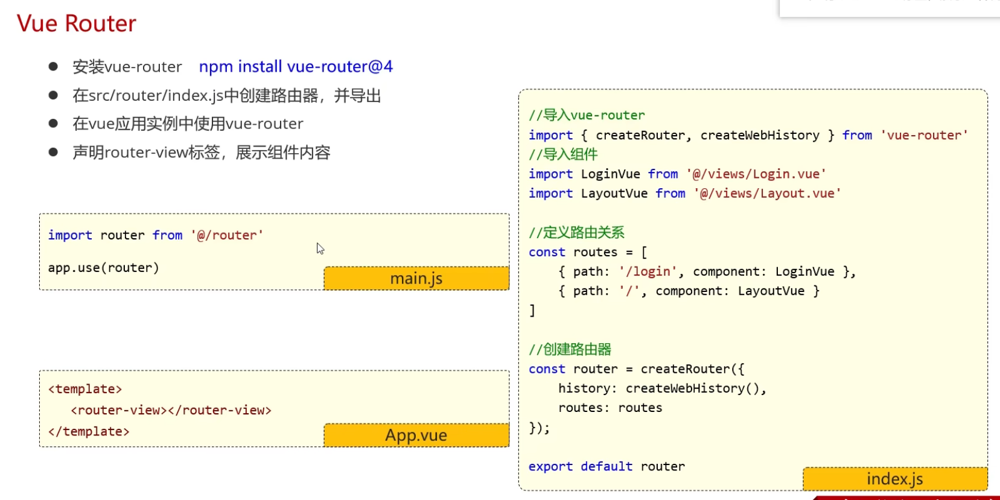 Vue Router
● 安装vue-router npm install vue-router@4
● 在src/router/index.js中创建路由器，并导出
● 在vue应用实例中使用vue-router
● 声明router-view标签，展示组件内容
import router from '@/router'
app.use(router)
main.js
<template>
<router-view></router-view>
</template>
App.vue
//导入vue-router
import { createRouter, createWebHistory } from 'vue-router'
//导入组件
import LoginVue from '@/views/Login.vue'
import LayoutVue from '@/views/Layout.vue'
//定义路由关系
const routes = [
{ path: '/login', component: LoginVue },
{ path: '/', component: LayoutVue }
]
//创建路由器
const router = createRouter({
history: createWebHistory(),
routes: routes
});
export default router
index.js